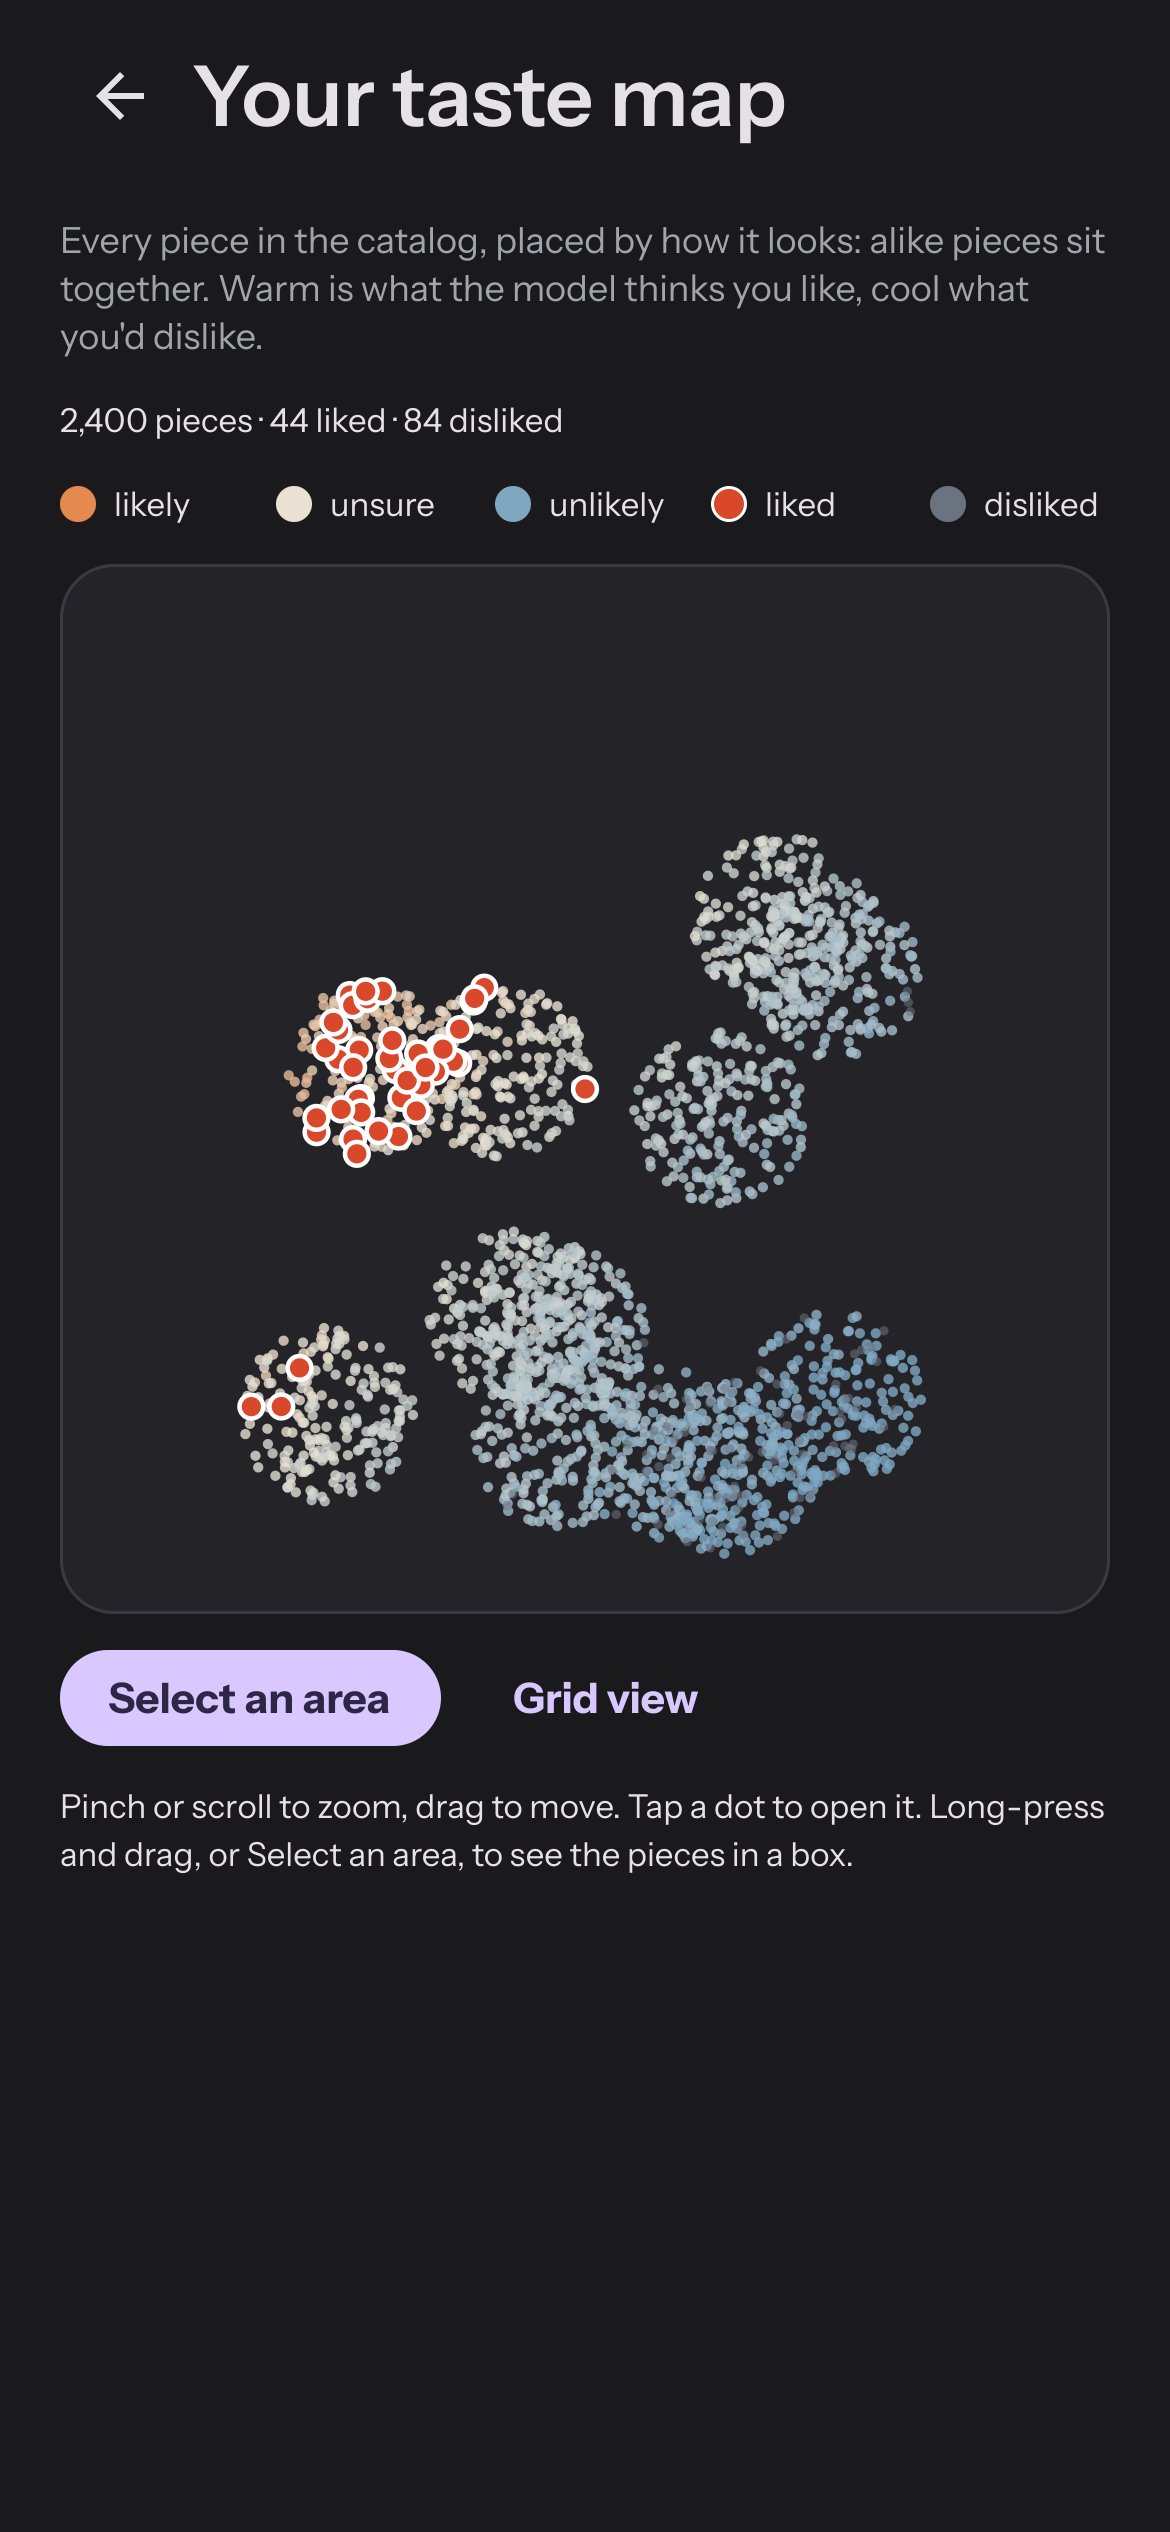 Your taste map
Every piece in the catalog, placed by how it looks: alike pieces sit
together. Warm is what the model thinks you like, cool what
you'd dislike.
2,400 pieces · 44 liked · 84 disliked
likely unsure unlikely liked disliked
Select an area Grid view
Pinch or scroll to zoom, drag to move. Tap a dot to open it. Long-press
and drag, or Select an area, to see the pieces in a box.